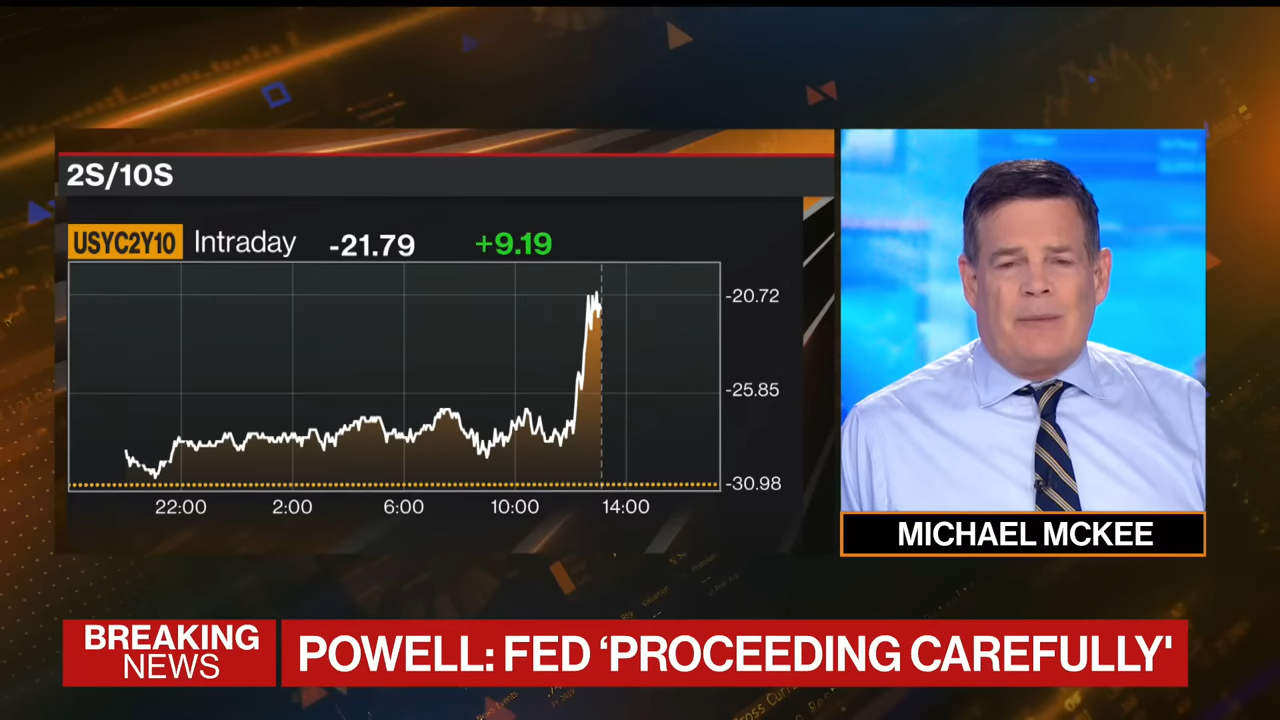 2S/10S
USYC2Y10 Intraday -21.79 +9.19
-20.72
-25.85
-30.98
22:00 2:00 6:00 10:00 14:00
MICHAEL MCKEE
BREAKING
NEWS
POWELL: FED ‘PROCEEDING CAREFULLY'